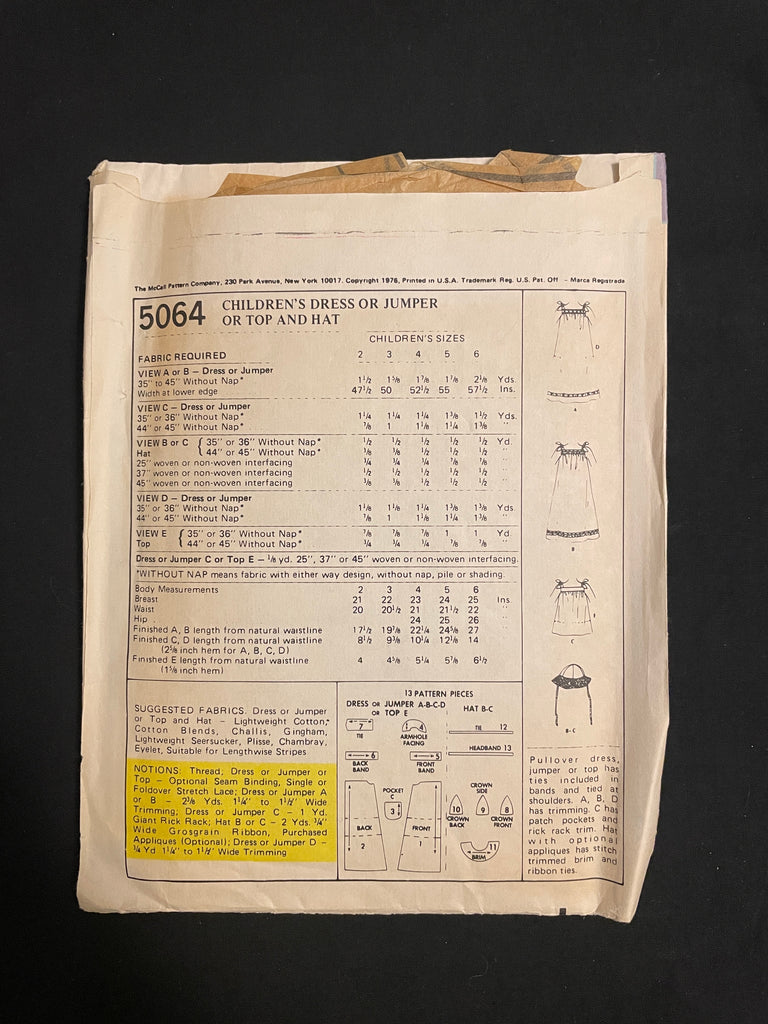 The McCall Pattern Company, 230 Park Avenue, New York 10017. Copyright 1976, Printed in U.S.A. Trademark Reg. U.S. Pat. Off – Marca Registrada
5064 CHILDREN'S DRESS OR JUMPER
OR TOP AND HAT
CHILDREN'S SIZES
FABRIC REQUIRED 2 3 4 5 6
VIEW A or B – Dress or Jumper
35" to 45" Without Nap* 1½ 1⅝ 1⅞ 1⅞ 2⅛ Yds.
Width at lower edge 47½ 50 52½ 55 57½ Ins.
VIEW C – Dress or Jumper
35" or 36" Without Nap* 1¼ 1¼ 1¼ 1⅜ 1½ Yds.
44" or 45" Without Nap* ⅞ 1 1⅛ 1¼ 1⅜ "
VIEW B or C { 35" or 36" Without Nap* ½ ½ ½ ½ ½ Yd.
Hat 44" or 45" Without Nap* ⅜ ⅜ ⅜ ½ ½ "
25" woven or non-woven interfacing ¾ ¾ ¾ ⅞ ⅞ "
37" woven or non-woven interfacing ½ ½ ½ ½ ½ "
45" woven or non-woven interfacing ⅜ ⅜ ½ ½ ½ "
VIEW D – Dress or Jumper
35" or 36" Without Nap* 1⅛ 1⅛ 1¼ 1⅜ 1⅜ Yds.
44" or 45" Without Nap* ⅞ 1 1⅛ 1¼ 1⅜ "
VIEW E { 35" or 36" Without Nap* ⅞ ⅞ ⅞ 1 1 Yd.
Top 44" or 45" Without Nap* ¾ ¾ ¾ ⅞ ⅞ "
Dress or Jumper C or Top E – ⅛ yd. 25", 37" or 45" woven or non-woven interfacing.
*WITHOUT NAP means fabric with either way design, without nap, pile or shading.
Body Measurements 2 3 4 5 6
Breast 21 22 23 24 25 Ins.
Waist 20 20½ 21 21½ 22 "
Hip 24 25 26 "
Finished A, B length from natural waistline 17½ 19⅞ 22¼ 24⅝ 27
Finished C, D length from natural waistline 8½ 9⅜ 10¼ 12⅛ 14
(2⅛ inch hem for A, B, C, D)
Finished E length from natural waistline 4 4⅝ 5¼ 5⅞ 6½
(1⅝ inch hem)
SUGGESTED FABRICS. Dress or Jumper
or Top and Hat – Lightweight Cotton,
Cotton Blends, Challis, Gingham,
Lightweight Seersucker, Plisse, Chambray,
Eyelet, Suitable for Lengthwise Stripes
NOTIONS: Thread; Dress or Jumper or
Top – Optional Seam Binding, Single or
Foldover Stretch Lace; Dress or Jumper A
or B – 2⅜ Yds. 1¼" to 1½" Wide
Trimming; Dress or Jumper C – 1 Yd.
Giant Rick Rack; Hat B or C – 2 Yds. ¾"
Wide Grosgrain Ribbon, Purchased
Appliques (Optional); Dress or Jumper D –
¼ Yd. 1¼" to 1½" Wide Trimming
13 PATTERN PIECES
DRESS OR JUMPER A-B-C-D
OR TOP E
7
TIE
4
ARMHOLE
FACING
6
BACK
BAND
5
FRONT
BAND
POCKET
C
3
BACK
2
FRONT
1
HAT B-C
TIE 12
HEADBAND 13
CROWN
SIDE
10 9 8
CROWN
BACK
CROWN
FRONT
11
BRIM
D
A
B
E
C
B-C
Pullover dress,
jumper or top has
ties included in
bands and tied at
shoulders. A, B, D
has trimming. C has
patch pockets and
rick rack trim. Hat
with optional
appliques has stitch
trimmed brim and
ribbon ties.